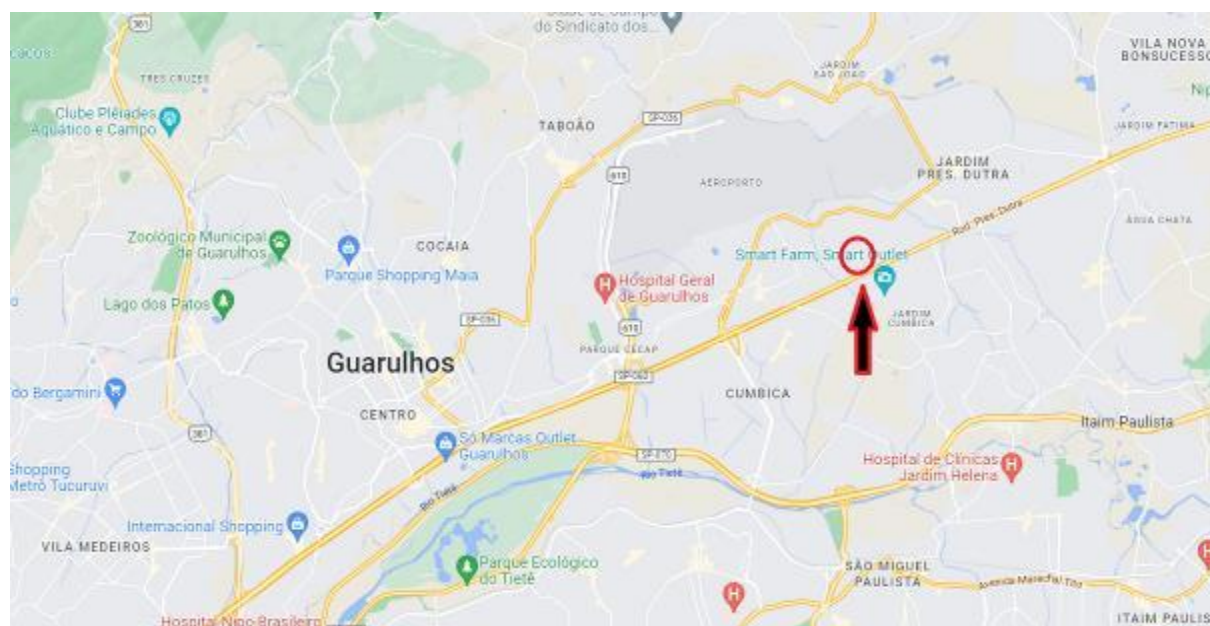 381
Clube de Campo
do Sindicato dos...
VILA NOVA
BONSUCESSO
TRES CRUZES
JARDIM
SAO JOAO
Clube Plêiades
Aquático e Campo
TABOÃO
SP-036
JARDIM FATIMA
JARDIM
PRES. DUTRA
610
AEROPORTO
Rod. Pres. Dutra
AGUA CHATA
Zoológico Municipal
de Guarulhos
COCAIA
Parque Shopping Maia
Smart Farm, Smart Outlet
Hospital Geral
de Guarulhos
Lago dos Patos
SP-036
610
JARDIM
CUMBICA
PARQUE CECAP
Guarulhos
do Bergamini
CENTRO
CUMBICA
Itaim Paulista
381
Só Marcas Outlet
Guarulhos
SP-070
Rio Tietê
Hospital de Clínicas
Jardim Helena
Shopping
Metrô Tucuruvi
Rio Tietê
Internacional Shopping
VILA MEDEIROS
Parque Ecológico
do Tietê
SÃO MIGUEL
PAULISTA
Avenida Marechal Tito
Hospital Nipo-Brasileiro
ITAIM PAULIS